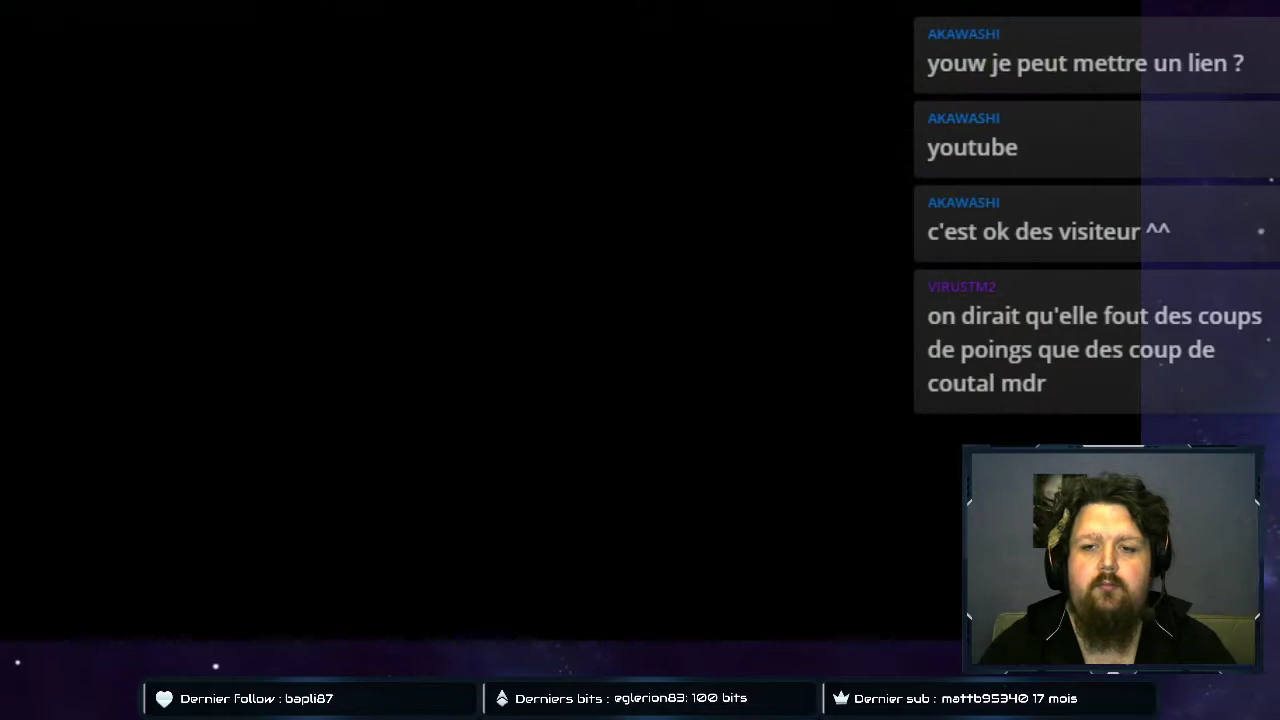 AKAWASHI
youw je peut mettre un lien ?
AKAWASHI
youtube
AKAWASHI
c'est ok des visiteur ^^
VIRUSTM2
on dirait qu'elle fout des coups
de poings que des coup de
coutal mdr
Dernier Follow : bapli87
Derniers bits : eglerion83: 100 bits
Dernier sub : mattb95340 17 mois